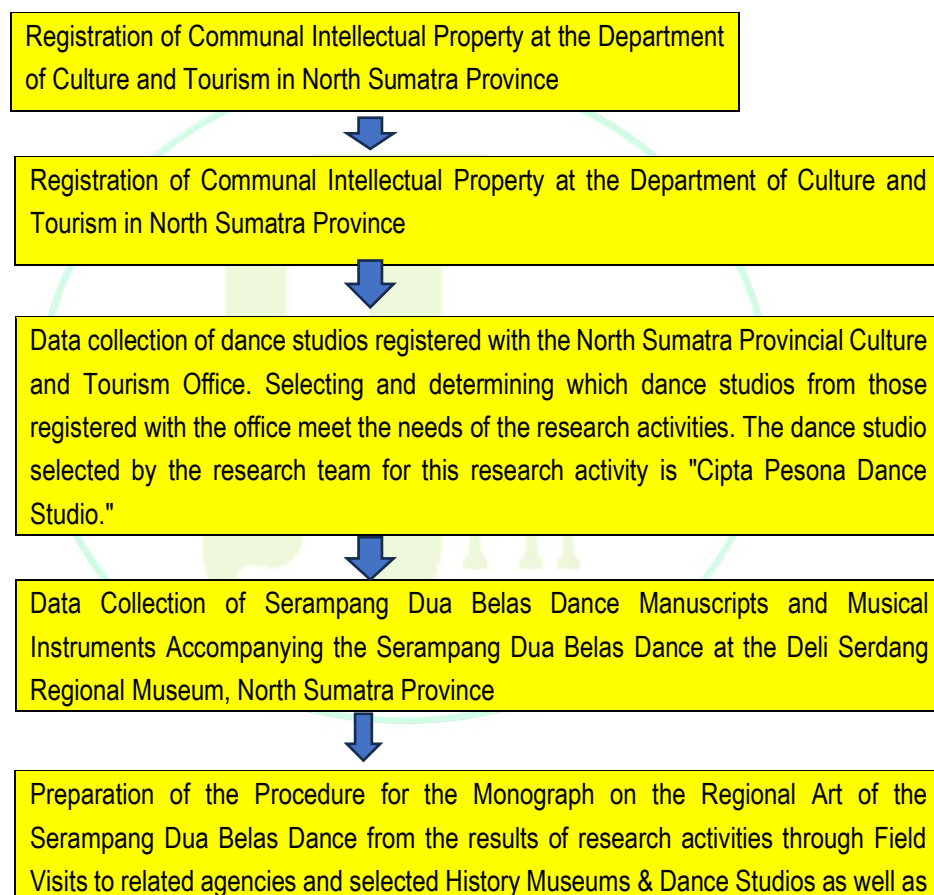 Registration of Communal Intellectual Property at the Department
of Culture and Tourism in North Sumatra Province
Registration of Communal Intellectual Property at the Department of Culture and
Tourism in North Sumatra Province
Data collection of dance studios registered with the North Sumatra Provincial Culture
and Tourism Office. Selecting and determining which dance studios from those
registered with the office meet the needs of the research activities. The dance studio
selected by the research team for this research activity is "Cipta Pesona Dance
Studio."
Data Collection of Serampang Dua Belas Dance Manuscripts and Musical
Instruments Accompanying the Serampang Dua Belas Dance at the Deli Serdang
Regional Museum, North Sumatra Province
Preparation of the Procedure for the Monograph on the Regional Art of the
Serampang Dua Belas Dance from the results of research activities through Field
Visits to related agencies and selected History Museums & Dance Studios as well as